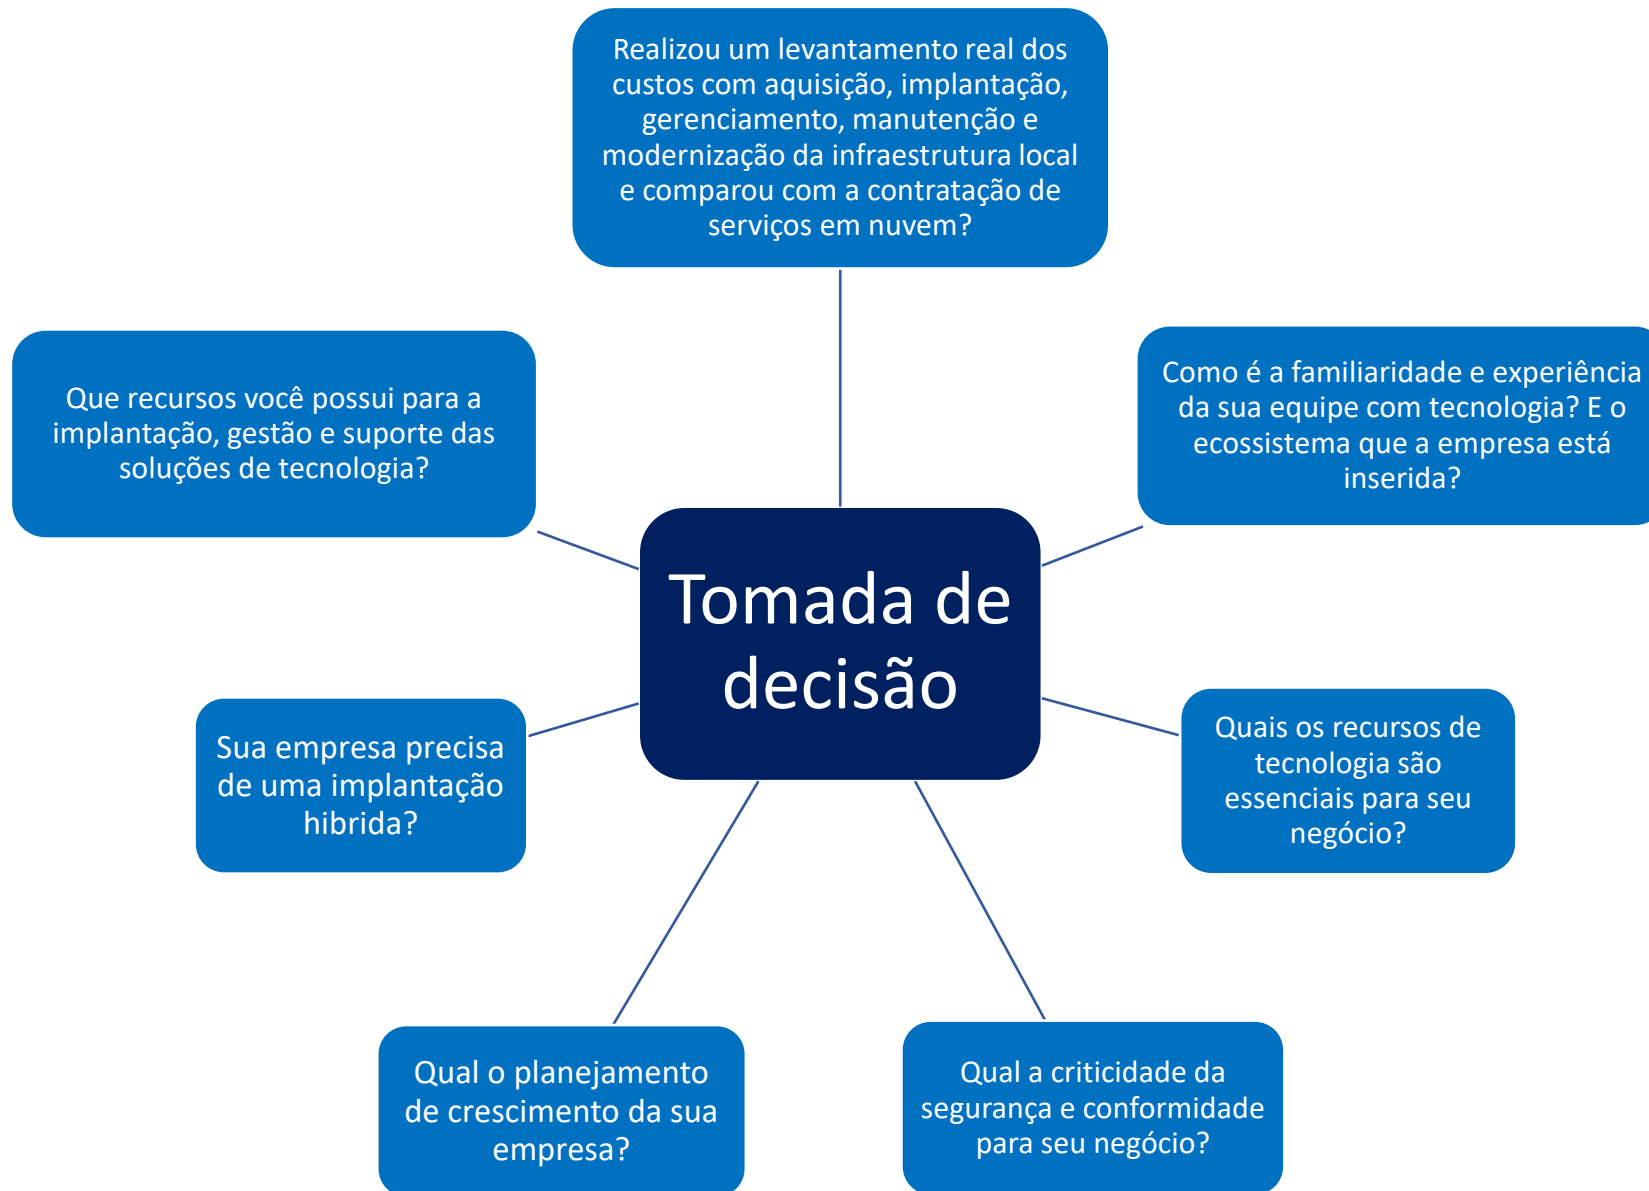 Realizou um levantamento real dos
custos com aquisição, implantação,
gerenciamento, manutenção e
modernização da infraestrutura local
e comparou com a contratação de
serviços em nuvem?
Que recursos você possui para a
implantação, gestão e suporte das
soluções de tecnologia?
Como é a familiaridade e experiência
da sua equipe com tecnologia? E o
ecossistema que a empresa está
inserida?
Tomada de
decisão
Sua empresa precisa
de uma implantação
hibrida?
Quais os recursos de
tecnologia são
essenciais para seu
negócio?
Qual o planejamento
de crescimento da sua
empresa?
Qual a criticidade da
segurança e conformidade
para seu negócio?